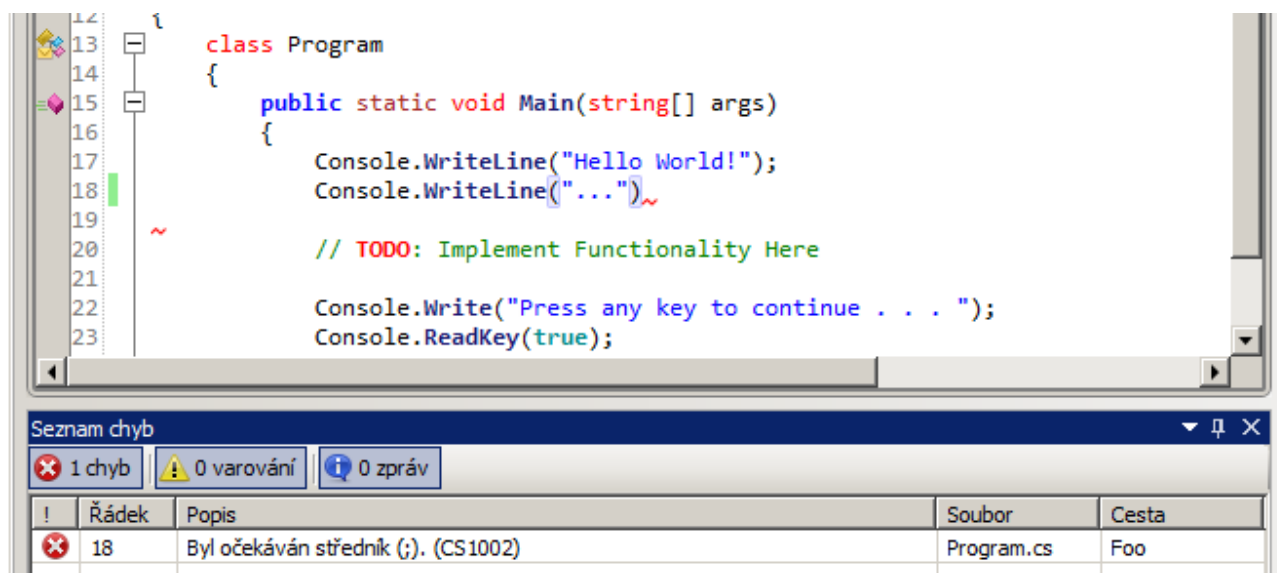 12 {
13 class Program
14 {
15 public static void Main(string[] args)
16 {
17 Console.WriteLine("Hello World!");
18 Console.WriteLine("...")
19
20 // TODO: Implement Functionality Here
21
22 Console.Write("Press any key to continue . . . ");
23 Console.ReadKey(true);
Seznam chyb
1 chyb 0 varování 0 zpráv
! Řádek Popis Soubor Cesta
18 Byl očekáván středník (;). (CS1002) Program.cs Foo